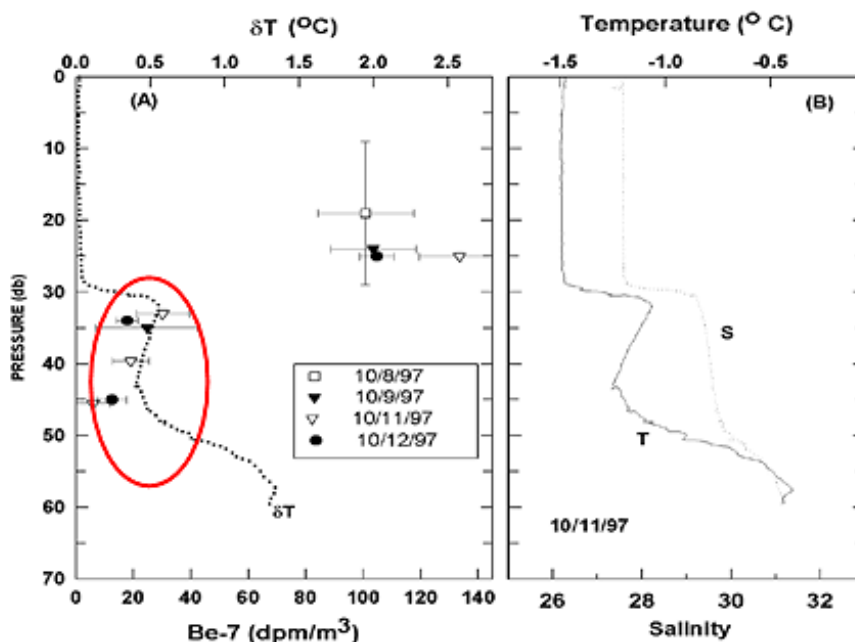 δT (ºC)
0.0 0.5 1.0 1.5 2.0 2.5
Temperature (º C)
-1.5 -1.0 -0.5
(A)
(B)
0
10
20
30
40
50
60
70
PRESSURE (db)
10/8/97
10/9/97
10/11/97
10/12/97
δT
S
T
10/11/97
0 20 40 60 80 100 120 140
Be-7 (dpm/m³)
26 28 30 32
Salinity